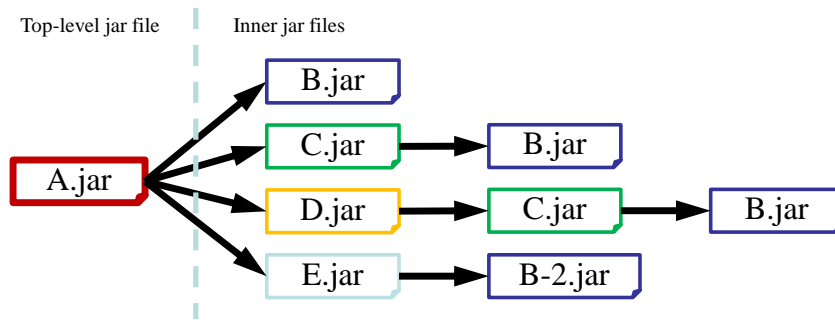 Top-level jar file
Inner jar files
B.jar
C.jar
B.jar
A.jar
D.jar
C.jar
B.jar
E.jar
B-2.jar